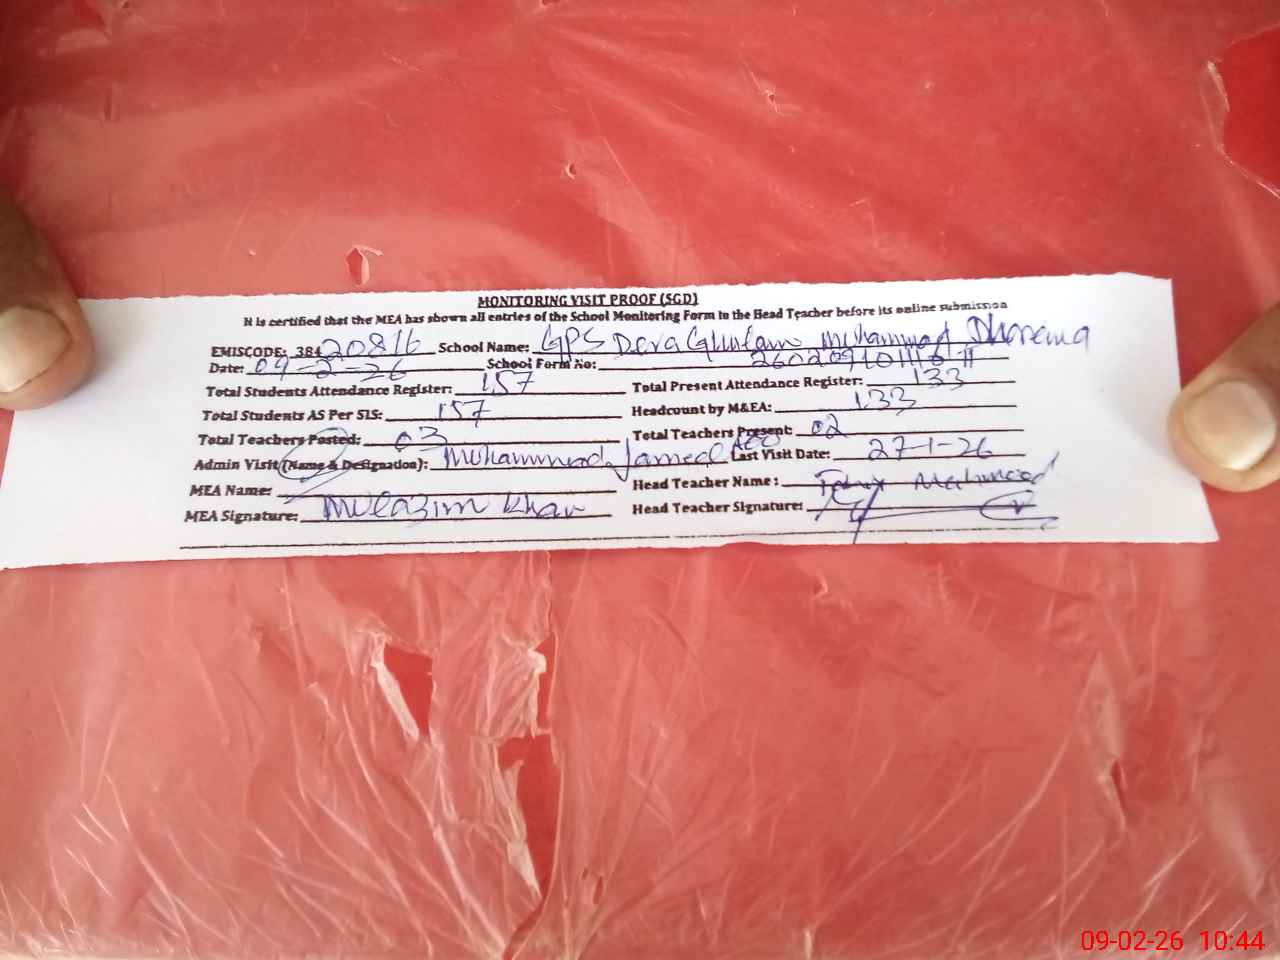 MONITORING VISIT PROOF (SGD)
It is certified that the MEA has shown all entries of the School Monitoring Form to the Head Teacher before its online submission
EMISCODE: 38420816 School Name: GPS Dera Ghulam Muhammad
Date: 09-2-26 School Form No:
Total Students Attendance Register: 157 Total Present Attendance Register: 133
Total Students AS Per SIS: 157 Headcount by M&EA: 133
Total Teachers Posted: 03 Total Teachers Present: 02
Admin Visit (Name & Designation): Muhammad Jameel AEO Last Visit Date: 27-1-26
MEA Name: Head Teacher Name: Mahmood
MEA Signature: Mulazim Khan Head Teacher Signature:
09-02-26 10:44